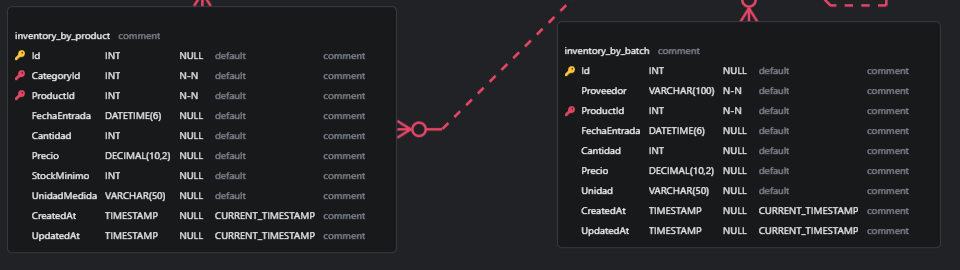 inventory_by_product comment
Id INT NULL default comment
CategoryId INT N-N default comment
ProductId INT N-N default comment
FechaEntrada DATETIME(6) NULL default comment
Cantidad INT NULL default comment
Precio DECIMAL(10,2) NULL default comment
StockMinimo INT NULL default comment
UnidadMedida VARCHAR(50) NULL default comment
CreatedAt TIMESTAMP NULL CURRENT_TIMESTAMP comment
UpdatedAt TIMESTAMP NULL CURRENT_TIMESTAMP comment
inventory_by_batch comment
Id INT NULL default comment
Proveedor VARCHAR(100) N-N default comment
ProductId INT N-N default comment
FechaEntrada DATETIME(6) NULL default comment
Cantidad INT NULL default comment
Precio DECIMAL(10,2) NULL default comment
Unidad VARCHAR(50) NULL default comment
CreatedAt TIMESTAMP NULL CURRENT_TIMESTAMP comment
UpdatedAt TIMESTAMP NULL CURRENT_TIMESTAMP comment